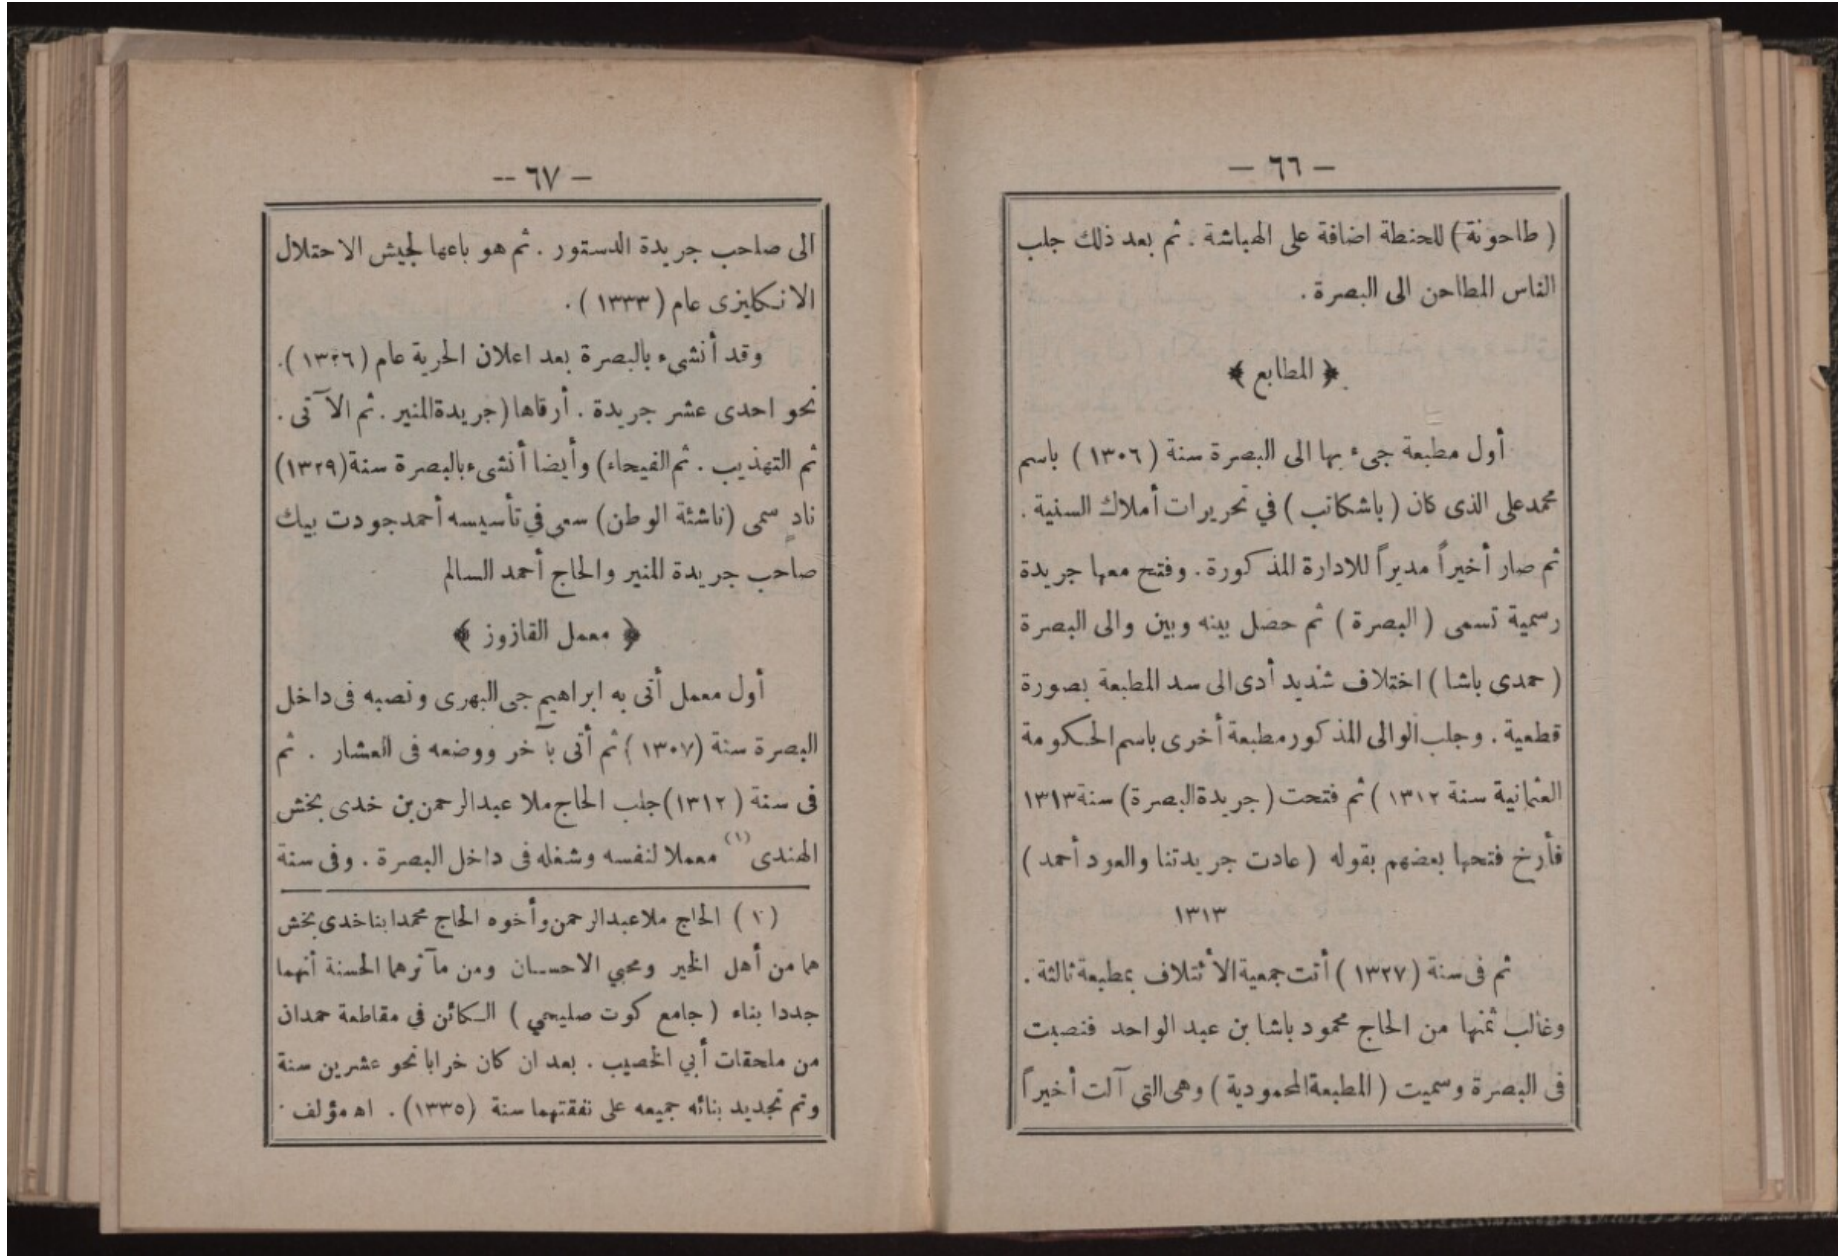 — ٦٦ —
( طاحونة ) للحنطة اضافة على الهباشة . ثم بعد ذلك جلب
الناس المطاحن الى البصرة .
﴿ المطابع ﴾
أول مطبعة جىء بها الى البصرة سنة ( ١٣٠٦ ) باسم
محمد على الذى كان ( باشكاتب ) في تحريرات أملاك السنية .
ثم صار أخيراً مديراً للادارة المذكورة . وفتح معها جريدة
رسمية تسمى ( البصرة ) ثم حصل بينه وبين والى البصرة
( حمدى باشا ) اختلاف شديد أدى الى سد المطبعة بصورة
قطعية . وجلب الوالى المذكور مطبعة أخرى باسم الحكومة
العثمانية سنة ١٣١٢ ) ثم فتحت ( جريدة البصرة ) سنة ١٣١٣
فأرخ فتحها بعضهم بقوله ( عادت جريدتنا والعود أحمد )
١٣١٣
ثم فى سنة ( ١٣٢٧ ) أتت جمعية الأئتلاف بمطبعة ثالثة .
وغالب ثمنها من الحاج محمود باشا بن عبد الواحد فنصبت
فى البصرة وسميت ( المطبعة المحمودية ) وهى التى آلت أخيراً
— ٦٧ --
الى صاحب جريدة الدستور . ثم هو باعها لجيش الاحتلال
الانكليزى عام ( ١٣٣٣ ) .
وقد أنشىء بالبصرة بعد اعلان الحرية عام ( ١٣٢٦ ) .
نحو احدى عشر جريدة . أرقاها ( جريدة المنير . ثم الآتى .
ثم التهذيب . ثم الفيحاء ) وأيضا أنشىء بالبصرة سنة ( ١٣٢٩ )
نادٍ سمى ( ناشئة الوطن ) سعى في تأسيسه أحمد جودت بيك
صاحب جريدة المنير والحاج أحمد السالم
﴿ معمل القازوز ﴾
أول معمل أتى به ابراهيم جى البهرى ونصبه فى داخل
البصرة سنة ( ١٣٠٧ ) ثم أتى بآخر ووضعه فى العشار . ثم
فى سنة ( ١٣١٢ ) جلب الحاج ملا عبد الرحمن بن خدى بخش
الهندى (١) معملا لنفسه وشغله فى داخل البصرة . وفى سنة
( ١ ) الحاج ملا عبد الرحمن وأخوه الحاج محمد ابنا خدى بخش
هما من أهل الخير ومحبي الاحسان ومن مآثرهما الحسنة أنهما
جددا بناء ( جامع كوت صليحي ) الكائن في مقاطعة حمدان
من ملحقات أبي الخصيب . بعد ان كان خرابا نحو عشرين سنة
وتم تجديد بنائه جميعه على نفقتهما سنة ( ١٣٣٥ ) . اه مؤلف .